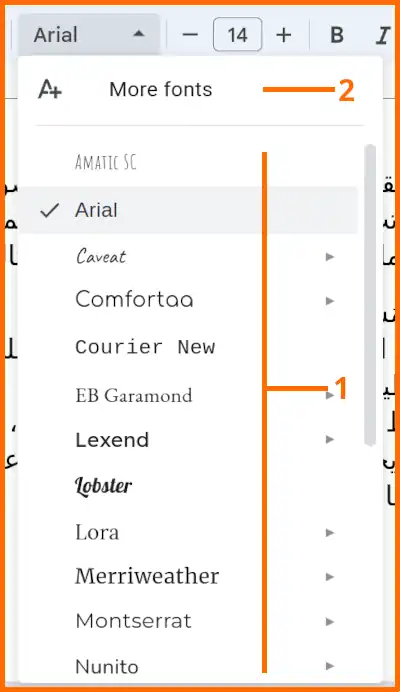 Arial
14
B
I
More fonts
2
Amatic SC
Arial
Caveat
Comfortaa
Courier New
EB Garamond
1
Lexend
Lobster
Lora
Merriweather
Montserrat
Nunito